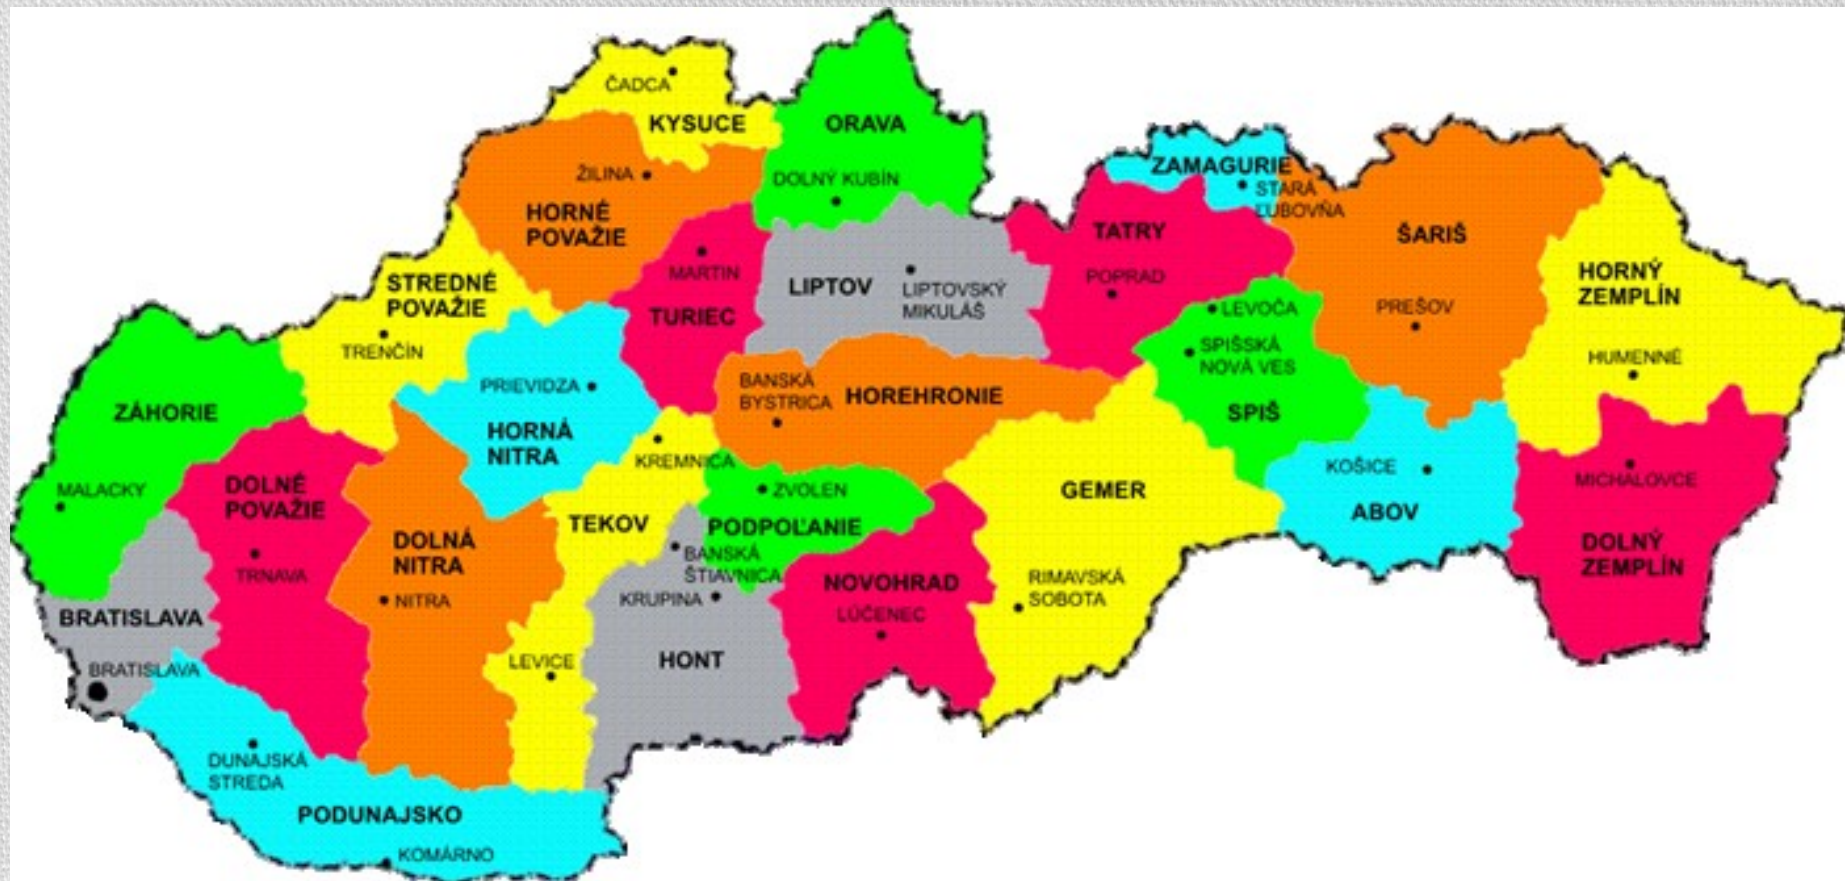 ČADCA
KYSUCE
ORAVA
ŽILINA
DOLNÝ KUBÍN
HORNÉ
POVAŽIE
ZAMAGURIE
STARÁ
ĽUBOVŇA
TATRY
ŠARIŠ
MARTIN
TURIEC
LIPTOV
LIPTOVSKÝ
MIKULÁŠ
POPRAD
LEVOČA
PREŠOV
HORNÝ
ZEMPLÍN
STREDNÉ
POVAŽIE
TRENČÍN
PRIEVIDZA
HORNÁ
NITRA
BANSKÁ
BYSTRICA
HOREHRONIE
SPIŠSKÁ
NOVÁ VES
SPIŠ
HUMENNÉ
ZÁHORIE
MALACKY
DOLNÉ
POVAŽIE
TRNAVA
DOLNÁ
NITRA
NITRA
KREMNICA
TEKOV
ZVOLEN
PODPOĽANIE
GEMER
KOŠICE
ABOV
MICHALOVCE
DOLNÝ
ZEMPLÍN
BANSKÁ
ŠTIAVNICA
KRUPINA
NOVOHRAD
LÚČENEC
RIMAVSKÁ
SOBOTA
BRATISLAVA
BRATISLAVA
LEVICE
HONT
DUNAJSKÁ
STREDA
PODUNAJSKO
KOMÁRNO